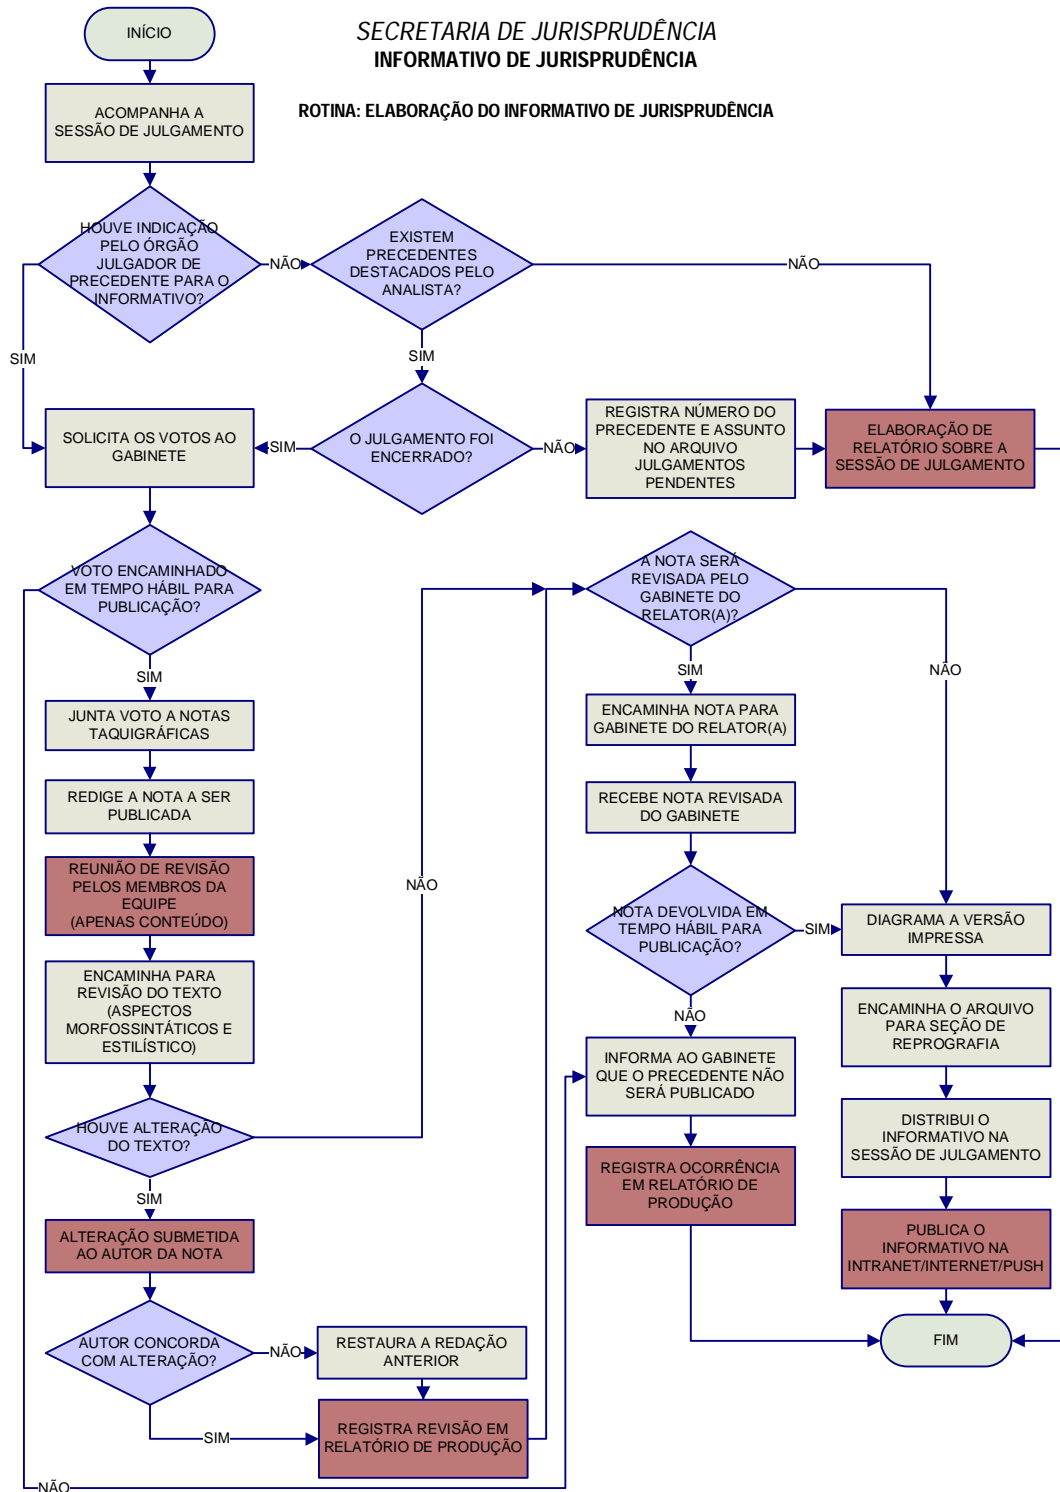 INÍCIO
SECRETARIA DE JURISPRUDÊNCIA
INFORMATIVO DE JURISPRUDÊNCIA
ROTINA: ELABORAÇÃO DO INFORMATIVO DE JURISPRUDÊNCIA
ACOMPANHA A
SESSÃO DE JULGAMENTO
HOUVE INDICAÇÃO
PELO ÓRGÃO
JULGADOR DE
PRECEDENTE PARA O
INFORMATIVO?
NÃO
EXISTEM
PRECEDENTES
DESTACADOS PELO
ANALISTA?
NÃO
SIM
SIM
SOLICITA OS VOTOS AO
GABINETE
SIM
O JULGAMENTO FOI
ENCERRADO?
NÃO
REGISTRA NÚMERO DO
PRECEDENTE E ASSUNTO
NO ARQUIVO
JULGAMENTOS
PENDENTES
ELABORAÇÃO DE
RELATÓRIO SOBRE A
SESSÃO DE JULGAMENTO
VOTO ENCAMINHADO
EM TEMPO HÁBIL PARA
PUBLICAÇÃO?
A NOTA SERÁ
REVISADA PELO
GABINETE DO
RELATOR(A)?
SIM
SIM
NÃO
JUNTA VOTO A NOTAS
TAQUIGRÁFICAS
ENCAMINHA NOTA PARA
GABINETE DO RELATOR(A)
REDIGE A NOTA A SER
PUBLICADA
RECEBE NOTA REVISADA
DO GABINETE
REUNIÃO DE REVISÃO
PELOS MEMBROS DA
EQUIPE
(APENAS CONTEÚDO)
NÃO
NOTA DEVOLVIDA EM
TEMPO HÁBIL PARA
PUBLICAÇÃO?
SIM
DIAGRAMA A VERSÃO
IMPRESSA
ENCAMINHA PARA
REVISÃO DO TEXTO
(ASPECTOS
MORFOSSINTÁTICOS E
ESTILÍSTICO)
NÃO
ENCAMINHA O ARQUIVO
PARA SEÇÃO DE
REPROGRAFIA
INFORMA AO GABINETE
QUE O PRECEDENTE NÃO
SERÁ PUBLICADO
HOUVE ALTERAÇÃO
DO TEXTO?
DISTRIBUI O
INFORMATIVO NA
SESSÃO DE JULGAMENTO
REGISTRA OCORRÊNCIA
EM RELATÓRIO DE
PRODUÇÃO
SIM
ALTERAÇÃO SUBMETIDA
AO AUTOR DA NOTA
PUBLICA O
INFORMATIVO NA
INTRANET/INTERNET/PUSH
AUTOR CONCORDA
COM ALTERAÇÃO?
NÃO
RESTAURA A REDAÇÃO
ANTERIOR
FIM
SIM
REGISTRA REVISÃO EM
RELATÓRIO DE PRODUÇÃO
NÃO